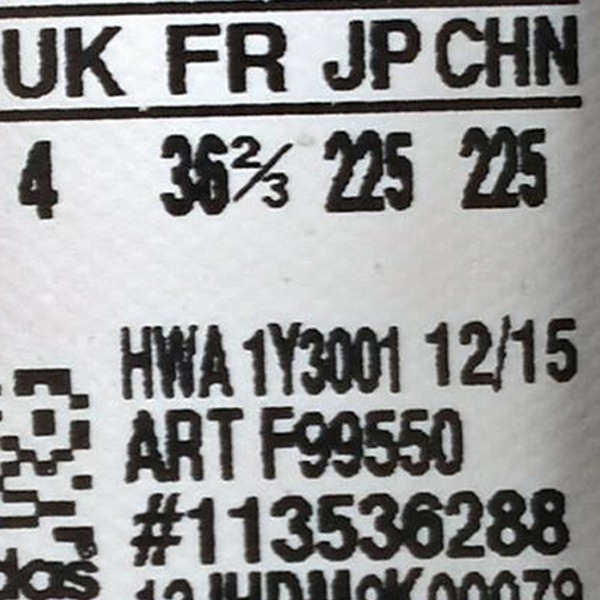 UK FR JP CHN
4 36⅔ 225 225
HWA 1Y3001 12/15
ART F99550
#113536288